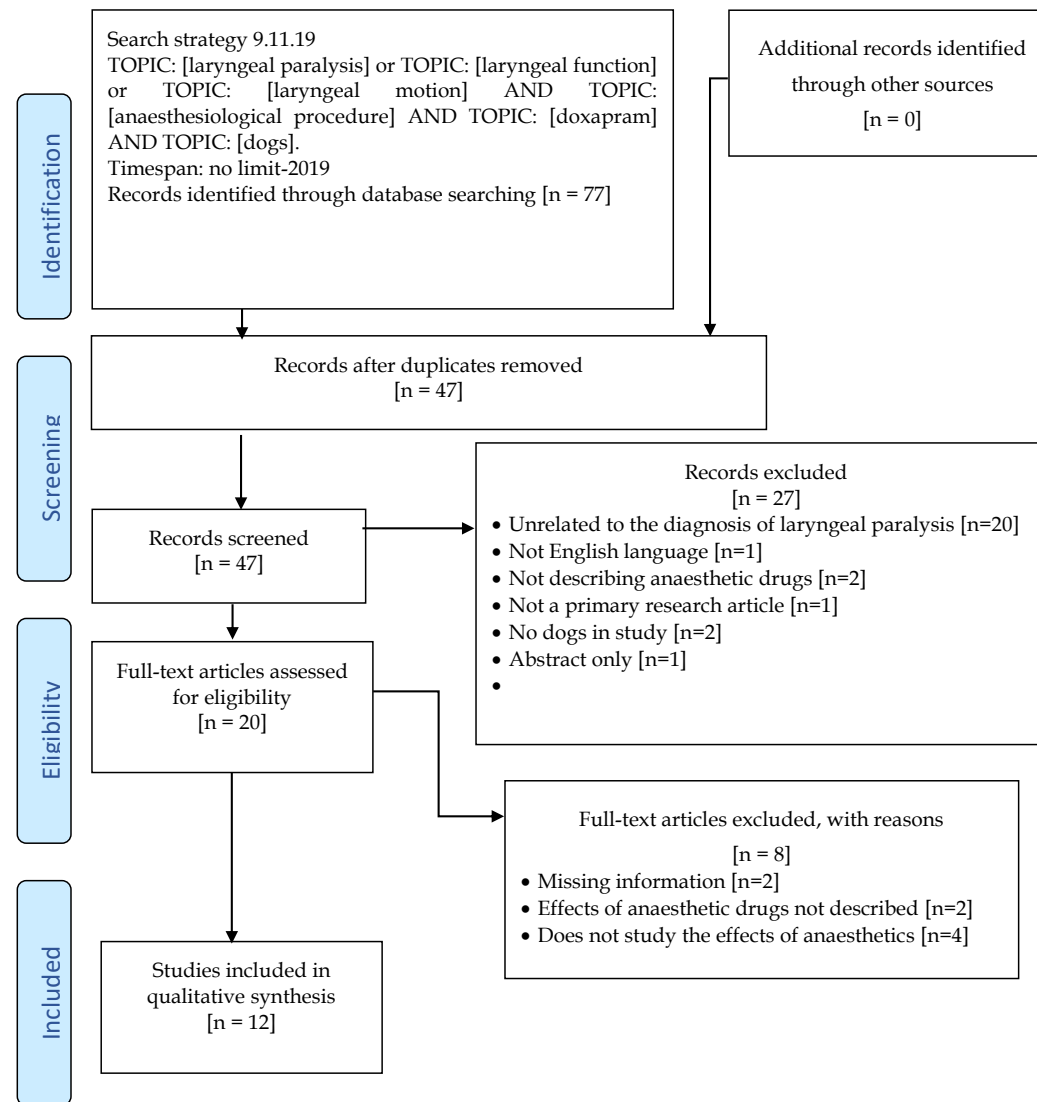 Search strategy 9.11.19
TOPIC: [laryngeal paralysis] or TOPIC: [laryngeal function]
or TOPIC: [laryngeal motion] AND TOPIC:
[anaesthesiological procedure] AND TOPIC: [doxapram]
AND TOPIC: [dogs].
Timespan: no limit-2019
Records identified through database searching [n = 77]
Additional records identified
through other sources
[n = 0]
Identification
Records after duplicates removed
[n = 47]
Screening
Records screened
[n = 47]
Records excluded
[n = 27]
• Unrelated to the diagnosis of laryngeal paralysis [n=20]
• Not English language [n=1]
• Not describing anaesthetic drugs [n=2]
• Not a primary research article [n=1]
• No dogs in study [n=2]
• Abstract only [n=1]
•
Eligibility
Full-text articles assessed
for eligibility
[n = 20]
Full-text articles excluded, with reasons
[n = 8]
• Missing information [n=2]
• Effects of anaesthetic drugs not described [n=2]
• Does not study the effects of anaesthetics [n=4]
Included
Studies included in
qualitative synthesis
[n = 12]